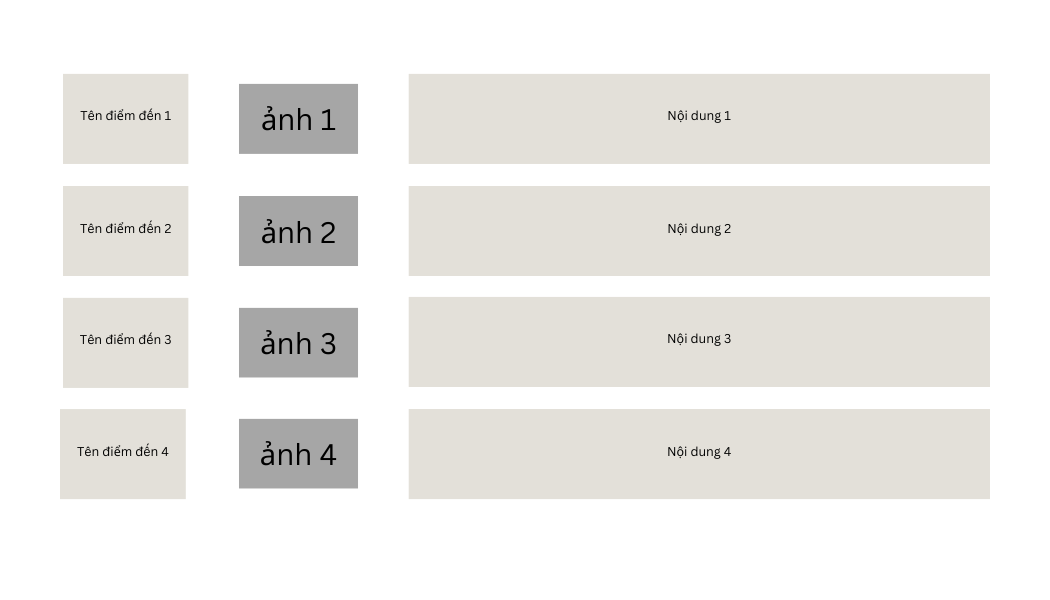 Tên điểm đến 1
ảnh 1
Nội dung 1
Tên điểm đến 2
ảnh 2
Nội dung 2
Tên điểm đến 3
ảnh 3
Nội dung 3
Tên điểm đến 4
ảnh 4
Nội dung 4